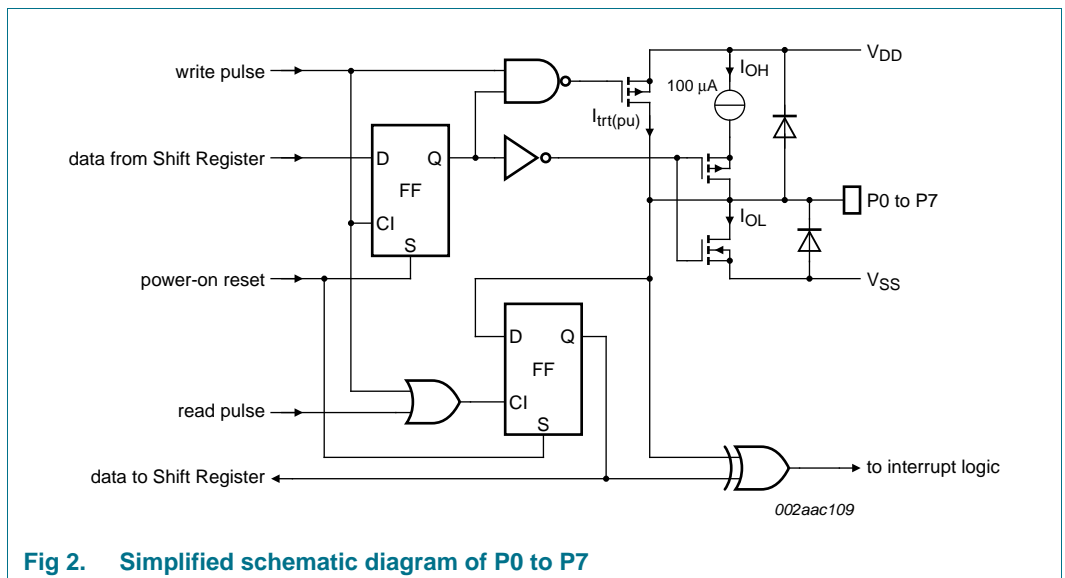 write pulse
V_DD
I_OH
100 μA
I_trt(pu)
data from Shift Register
D
Q
FF
CI
S
P0 to P7
I_OL
power-on reset
V_SS
D
Q
FF
CI
S
read pulse
data to Shift Register
to interrupt logic
002aac109
Fig 2. Simplified schematic diagram of P0 to P7